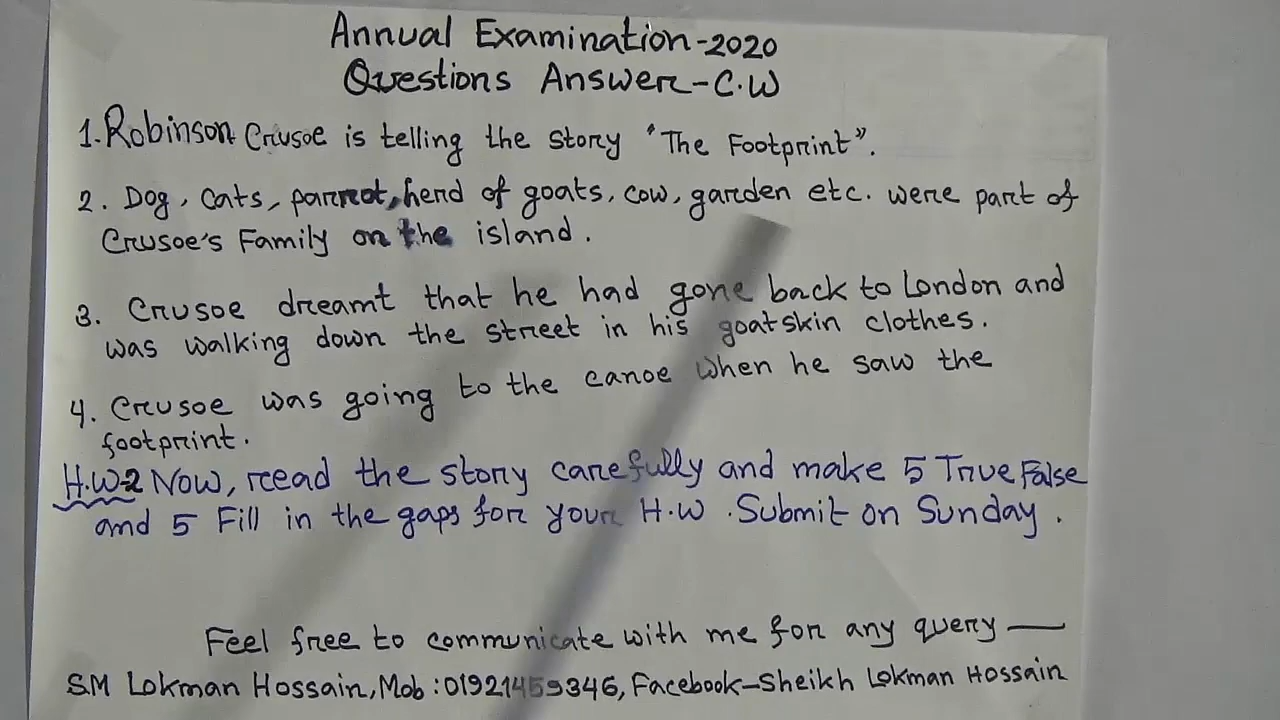 Annual Examination-2020
Questions Answer-C.W
1. Robinson Crusoe is telling the story "The Footprint".
2. Dog, cats, parrot, herd of goats, cow, garden etc. were part of
Crusoe's Family on the island.
3. Crusoe dreamt that he had gone back to London and
was walking down the street in his goatskin clothes.
4. Crusoe was going to the canoe when he saw the
footprint.
H.W-2 Now, read the story carefully and make 5 True False
and 5 Fill in the gaps for your H.W. Submit on Sunday.
Feel free to communicate with me for any query —
SM Lokman Hossain, Mob: 01921459346, Facebook-Sheikh Lokman Hossain